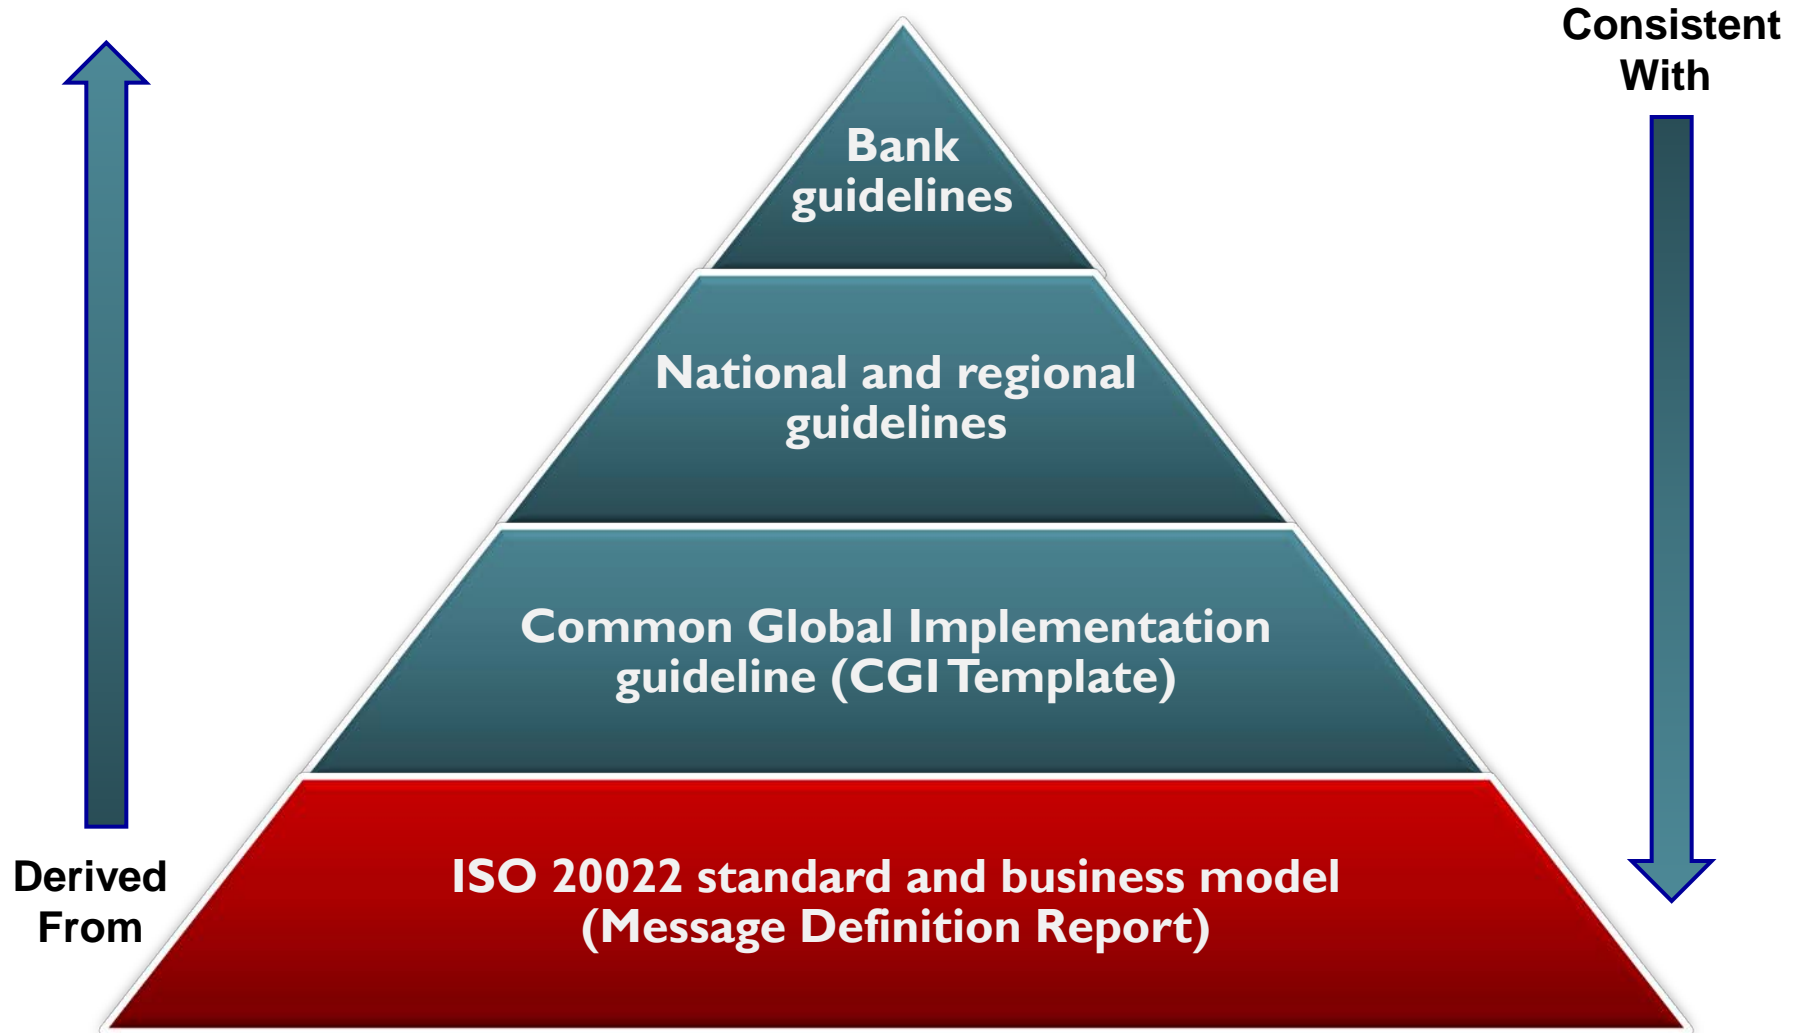 Consistent
With
Bank
guidelines
National and regional
guidelines
Common Global Implementation
guideline (CGI Template)
Derived
From
ISO 20022 standard and business model
(Message Definition Report)